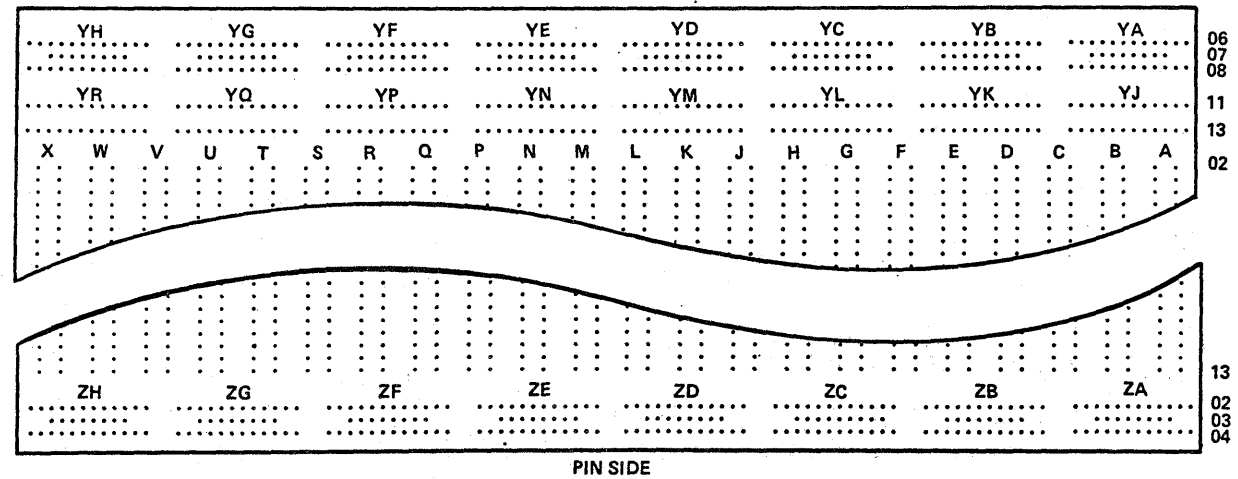 YH YG YF YE YD YC YB YA
06
07
08
YR YQ YP YN YM YL YK YJ
11
13
X W V U T S R Q P N M L K J H G F E D C B A
02
13
ZH ZG ZF ZE ZD ZC ZB ZA
02
03
04
PIN SIDE